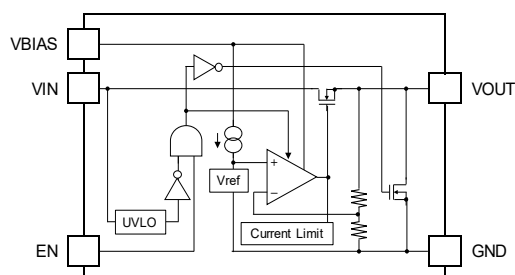 VBIAS
VIN
VOUT
+
Vref
−
UVLO
Current Limit
EN
GND